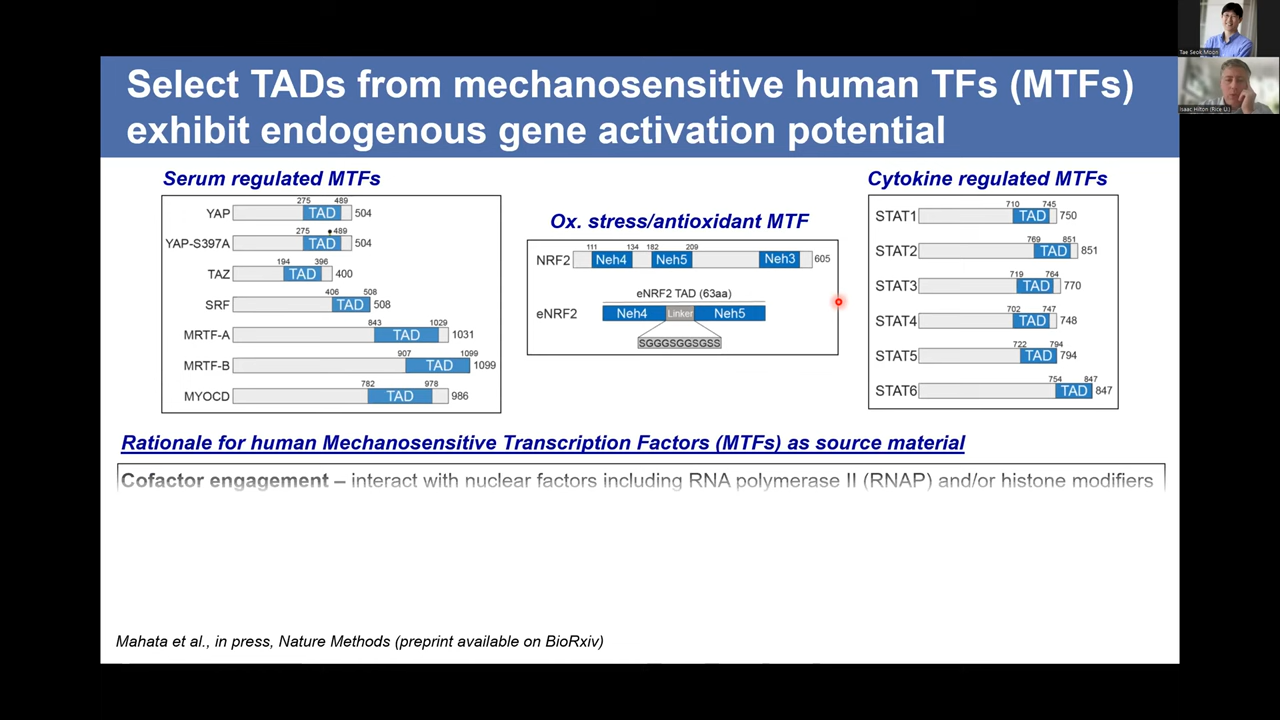 Select TADs from mechanosensitive human TFs (MTFs)
exhibit endogenous gene activation potential
Serum regulated MTFs
275 489
YAP TAD 504
275 489
YAP-S397A TAD 504
194 396
TAZ TAD 400
406 508
SRF TAD 508
843 1029
MRTF-A TAD 1031
907 1099
MRTF-B TAD 1099
782 978
MYOCD TAD 986
Ox. stress/antioxidant MTF
111 134 182 209
NRF2 Neh4 Neh5 Neh3 605
eNRF2 TAD (63aa)
eNRF2 Neh4 Linker Neh5
SGGGSGGSGSS
Cytokine regulated MTFs
710 745
STAT1 TAD 750
769 851
STAT2 TAD 851
719 764
STAT3 TAD 770
702 747
STAT4 TAD 748
722 794
STAT5 TAD 794
754 847
STAT6 TAD 847
Rationale for human Mechanosensitive Transcription Factors (MTFs) as source material
Cofactor engagement – interact with nuclear factors including RNA polymerase II (RNAP) and/or histone modifiers
Mahata et al., in press, Nature Methods (preprint available on BioRxiv)
Tae Seok Moon
Isaac Hilton (Rice U.)